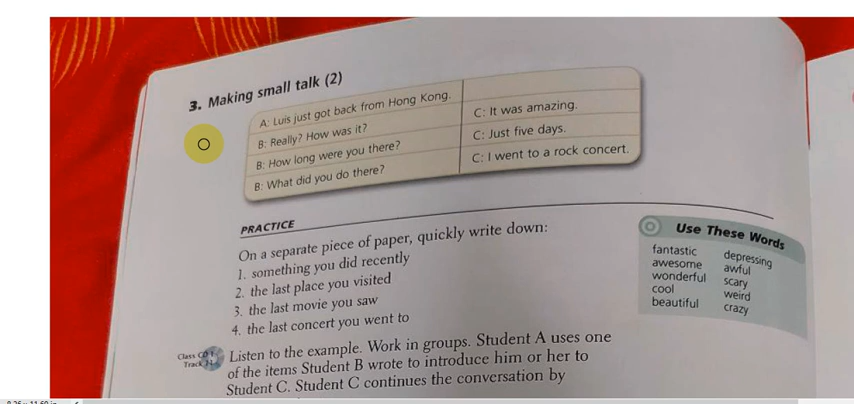 3. Making small talk (2)
A: Luis just got back from Hong Kong.
B: Really? How was it?
C: It was amazing.
B: How long were you there?
C: Just five days.
B: What did you do there?
C: I went to a rock concert.
PRACTICE
On a separate piece of paper, quickly write down:
1. something you did recently
2. the last place you visited
3. the last movie you saw
4. the last concert you went to
Use These Words
fantastic depressing
awesome awful
wonderful scary
cool weird
beautiful crazy
Class CD 1
Track
Listen to the example. Work in groups. Student A uses one
of the items Student B wrote to introduce him or her to
Student C. Student C continues the conversation by